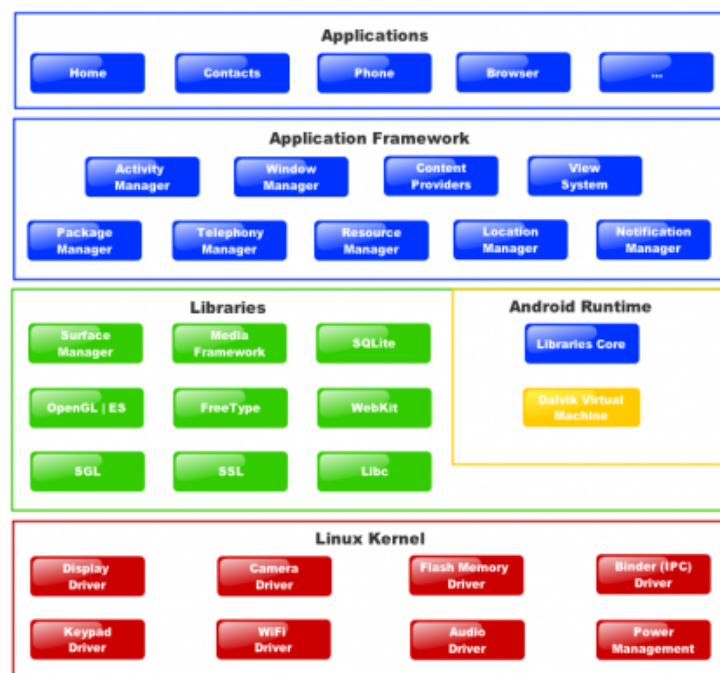 Applications
Home
Contacts
Phone
Browser
...
Application Framework
Activity
Manager
Window
Manager
Content
Providers
View
System
Package
Manager
Telephony
Manager
Resource
Manager
Location
Manager
Notification
Manager
Libraries
Surface
Manager
Media
Framework
SQLite
OpenGL | ES
FreeType
WebKit
SGL
SSL
Libc
Android Runtime
Libraries Core
Dalvik Virtual
Machine
Linux Kernel
Display
Driver
Camera
Driver
Flash Memory
Driver
Binder (IPC)
Driver
Keypad
Driver
WiFi
Driver
Audio
Driver
Power
Management